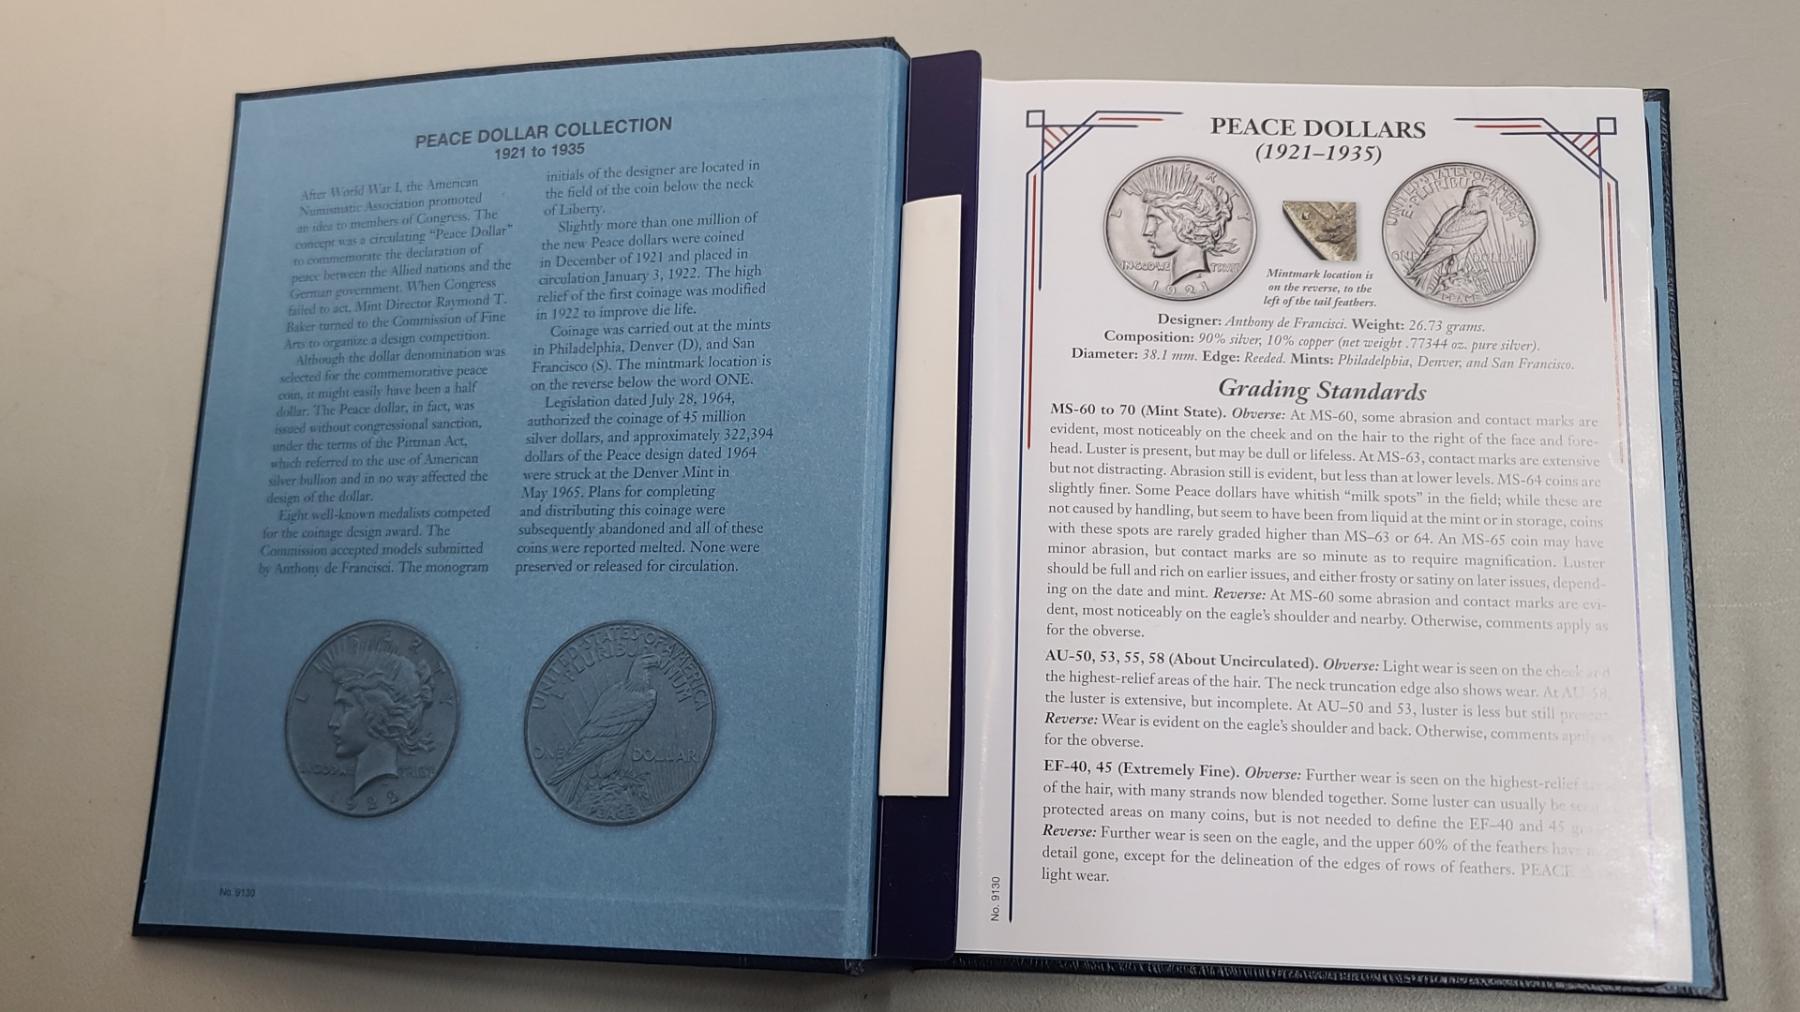 PEACE DOLLAR COLLECTION
1921 to 1935
After World War I, the American
Numismatic Association promoted
an idea to members of Congress. The
concept was a circulating “Peace Dollar”
to commemorate the declaration of
peace between the Allied nations and the
German government. When Congress
failed to act, Mint Director Raymond T.
Baker turned to the Commission of Fine
Arts to organize a design competition.
Although the dollar denomination was
selected for the commemorative peace
coin, it might easily have been a half
dollar. The Peace dollar, in fact, was
issued without congressional sanction,
under the terms of the Pittman Act,
which referred to the use of American
silver bullion and in no way affected the
design of the dollar.
Eight well-known medalists competed
for the coinage design award. The
Commission accepted models submitted
by Anthony de Francisci. The monogram
initials of the designer are located in
the field of the coin below the neck
of Liberty.
Slightly more than one million of
the new Peace dollars were coined
in December of 1921 and placed in
circulation January 3, 1922. The high
relief of the first coinage was modified
in 1922 to improve die life.
Coinage was carried out at the mints
in Philadelphia, Denver (D), and San
Francisco (S). The mintmark location is
on the reverse below the word ONE.
Legislation dated July 28, 1964,
authorized the coinage of 45 million
silver dollars, and approximately 322,394
dollars of the Peace design dated 1964
were struck at the Denver Mint in
May 1965. Plans for completing
and distributing this coinage were
subsequently abandoned and all of these
coins were reported melted. None were
preserved or released for circulation.
LIBERTY
IN GOD WE TRVST
1922
UNITED STATES OF AMERICA
E PLURIBUS UNUM
ONE DOLLAR
PEACE
No. 9130
PEACE DOLLARS
(1921–1935)
LIBERTY
IN GOD WE TRVST
1921
UNITED STATES OF AMERICA
E PLURIBUS UNUM
ONE DOLLAR
PEACE
Mintmark location is
on the reverse, to the
left of the tail feathers.
Designer: Anthony de Francisci. Weight: 26.73 grams.
Composition: 90% silver, 10% copper (net weight .77344 oz. pure silver).
Diameter: 38.1 mm. Edge: Reeded. Mints: Philadelphia, Denver, and San Francisco.
Grading Standards
MS-60 to 70 (Mint State). Obverse: At MS-60, some abrasion and contact marks are
evident, most noticeably on the cheek and on the hair to the right of the face and fore-
head. Luster is present, but may be dull or lifeless. At MS-63, contact marks are extensive
but not distracting. Abrasion still is evident, but less than at lower levels. MS-64 coins are
slightly finer. Some Peace dollars have whitish “milk spots” in the field; while these are
not caused by handling, but seem to have been from liquid at the mint or in storage, coins
with these spots are rarely graded higher than MS–63 or 64. An MS-65 coin may have
minor abrasion, but contact marks are so minute as to require magnification. Luster
should be full and rich on earlier issues, and either frosty or satiny on later issues, depend-
ing on the date and mint. Reverse: At MS-60 some abrasion and contact marks are evi-
dent, most noticeably on the eagle’s shoulder and nearby. Otherwise, comments apply as
for the obverse.
AU-50, 53, 55, 58 (About Uncirculated). Obverse: Light wear is seen on the cheek and
the highest-relief areas of the hair. The neck truncation edge also shows wear. At AU-58,
the luster is extensive, but incomplete. At AU–50 and 53, luster is less but still present.
Reverse: Wear is evident on the eagle’s shoulder and back. Otherwise, comments apply as
for the obverse.
EF-40, 45 (Extremely Fine). Obverse: Further wear is seen on the highest-relief
of the hair, with many strands now blended together. Some luster can usually be seen
protected areas on many coins, but is not needed to define the EF–40 and 45
Reverse: Further wear is seen on the eagle, and the upper 60% of the feathers have
detail gone, except for the delineation of the edges of rows of feathers. PEACE
light wear.
No. 9130